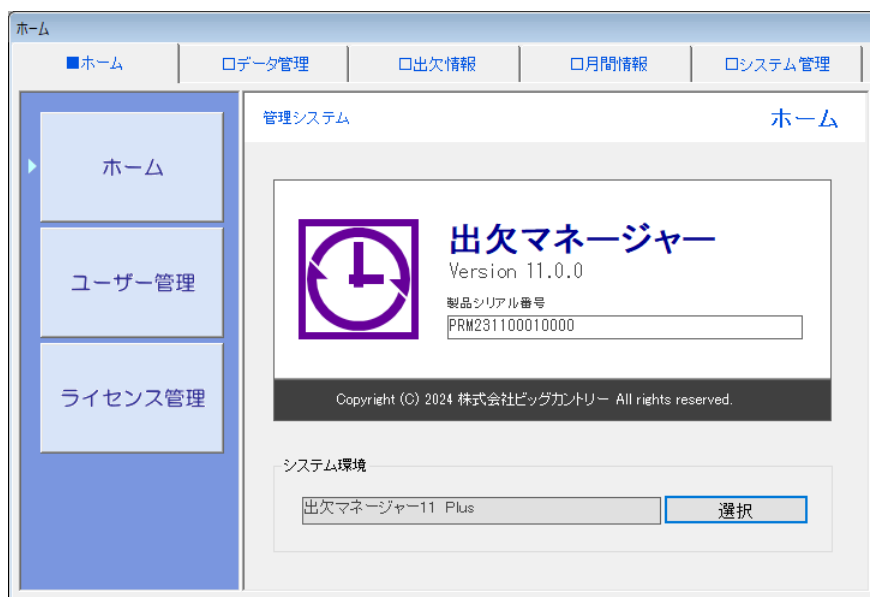 ホーム
■ホーム
□データ管理
□出欠情報
□月間情報
□システム管理
ホーム
ユーザー管理
ライセンス管理
管理システム
ホーム
出欠マネージャー
Version 11.0.0
製品シリアル番号
PRM231100010000
Copyright (C) 2024 株式会社ビッグカントリー All rights reserved.
システム環境
出欠マネージャー11 Plus
選択